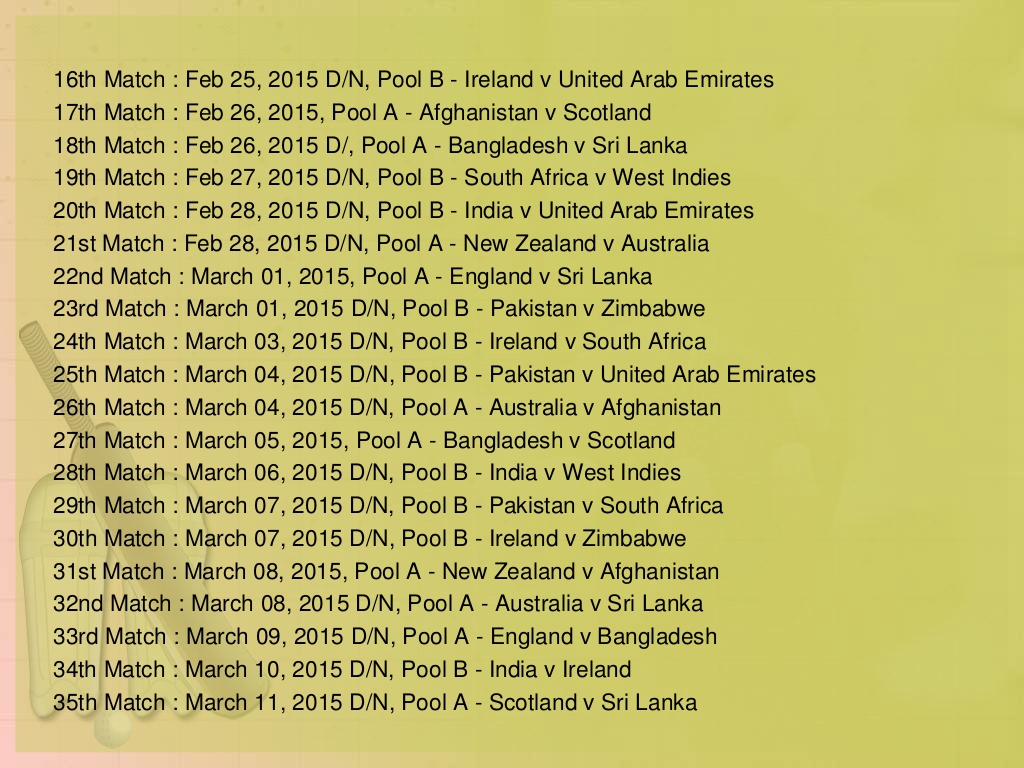 16th Match : Feb 25, 2015 D/N, Pool B - Ireland v United Arab Emirates
17th Match : Feb 26, 2015, Pool A - Afghanistan v Scotland
18th Match : Feb 26, 2015 D/, Pool A - Bangladesh v Sri Lanka
19th Match : Feb 27, 2015 D/N, Pool B - South Africa v West Indies
20th Match : Feb 28, 2015 D/N, Pool B - India v United Arab Emirates
21st Match : Feb 28, 2015 D/N, Pool A - New Zealand v Australia
22nd Match : March 01, 2015, Pool A - England v Sri Lanka
23rd Match : March 01, 2015 D/N, Pool B - Pakistan v Zimbabwe
24th Match : March 03, 2015 D/N, Pool B - Ireland v South Africa
25th Match : March 04, 2015 D/N, Pool B - Pakistan v United Arab Emirates
26th Match : March 04, 2015 D/N, Pool A - Australia v Afghanistan
27th Match : March 05, 2015, Pool A - Bangladesh v Scotland
28th Match : March 06, 2015 D/N, Pool B - India v West Indies
29th Match : March 07, 2015 D/N, Pool B - Pakistan v South Africa
30th Match : March 07, 2015 D/N, Pool B - Ireland v Zimbabwe
31st Match : March 08, 2015, Pool A - New Zealand v Afghanistan
32nd Match : March 08, 2015 D/N, Pool A - Australia v Sri Lanka
33rd Match : March 09, 2015 D/N, Pool A - England v Bangladesh
34th Match : March 10, 2015 D/N, Pool B - India v Ireland
35th Match : March 11, 2015 D/N, Pool A - Scotland v Sri Lanka